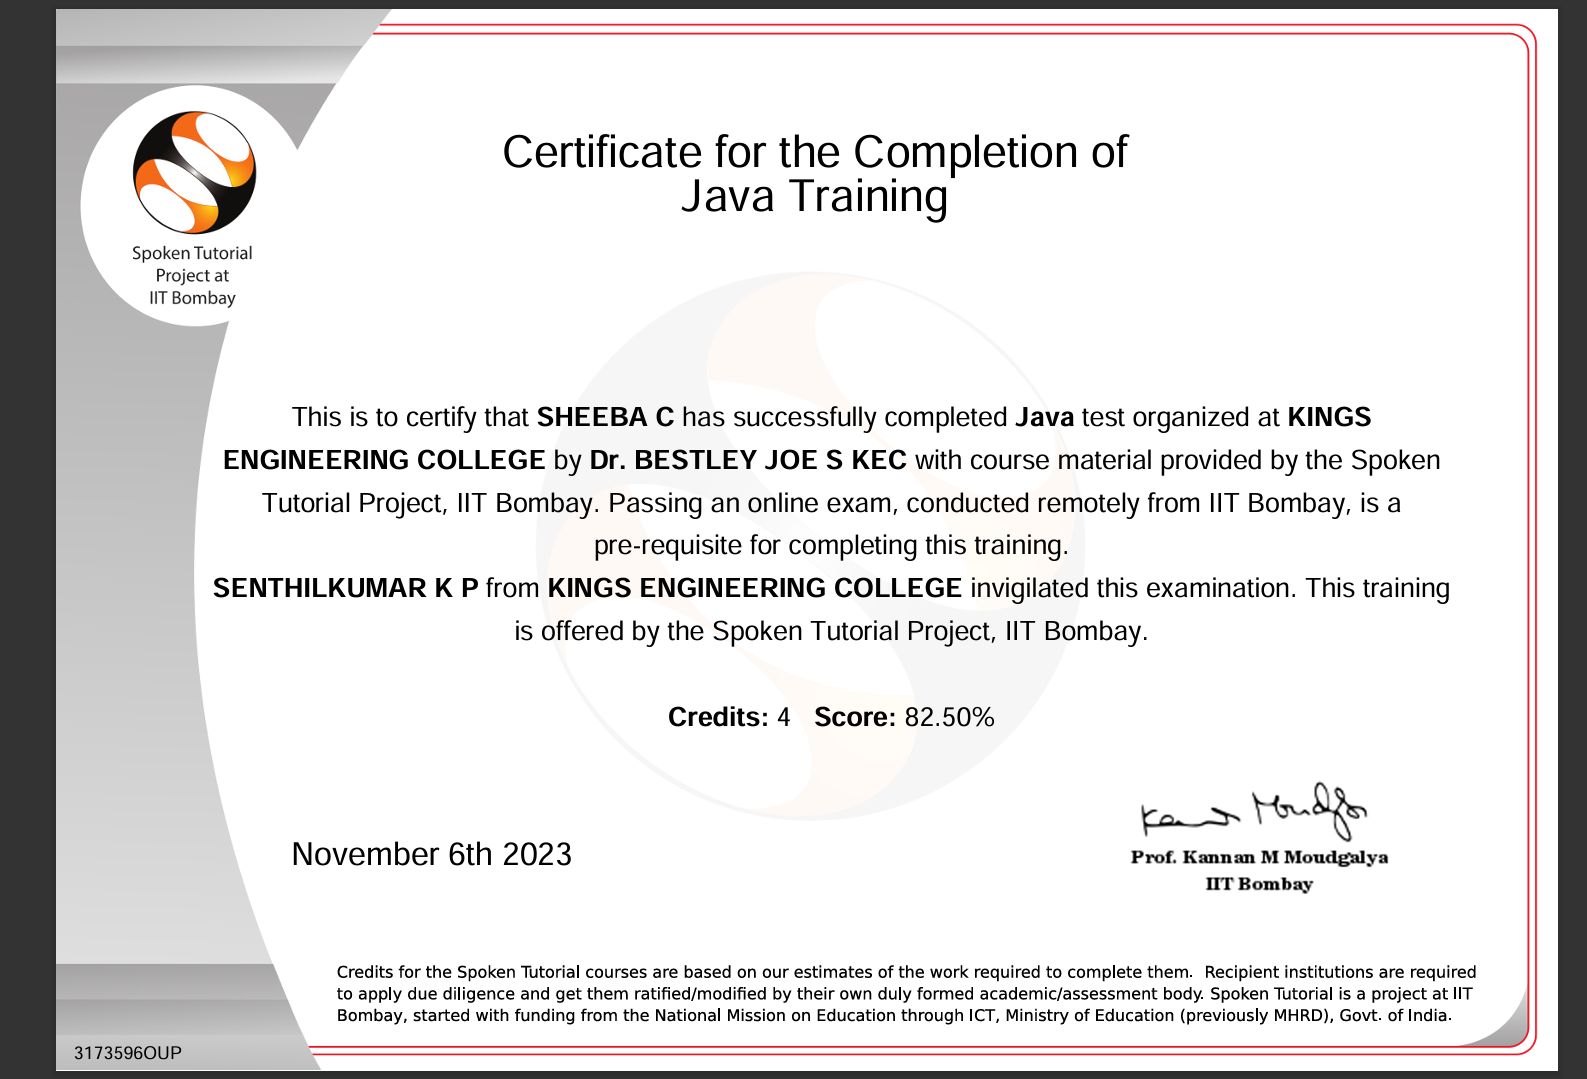 Spoken Tutorial
Project at
IIT Bombay
Certificate for the Completion of
Java Training
This is to certify that SHEEBA C has successfully completed Java test organized at KINGS
ENGINEERING COLLEGE by Dr. BESTLEY JOE S KEC with course material provided by the Spoken
Tutorial Project, IIT Bombay. Passing an online exam, conducted remotely from IIT Bombay, is a
pre-requisite for completing this training.
SENTHILKUMAR K P from KINGS ENGINEERING COLLEGE invigilated this examination. This training
is offered by the Spoken Tutorial Project, IIT Bombay.
Credits: 4 Score: 82.50%
November 6th 2023
Kannan Moudgalya
Prof. Kannan M Moudgalya
IIT Bombay
Credits for the Spoken Tutorial courses are based on our estimates of the work required to complete them. Recipient institutions are required
to apply due diligence and get them ratified/modified by their own duly formed academic/assessment body. Spoken Tutorial is a project at IIT
Bombay, started with funding from the National Mission on Education through ICT, Ministry of Education (previously MHRD), Govt. of India.
3173596OUP